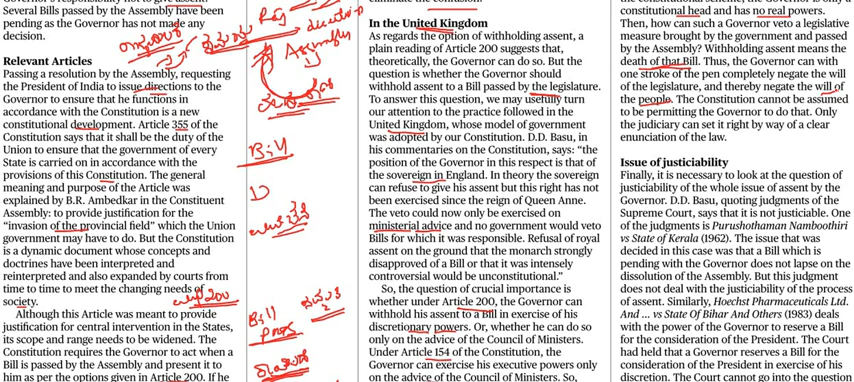 Governor's responsibility not to give assent.
Several Bills passed by the Assembly have been
pending as the Governor has not made any
decision.
Relevant Articles
Passing a resolution by the Assembly, requesting
the President of India to issue directions to the
Governor to ensure that he functions in
accordance with the Constitution is a new
constitutional development. Article 355 of the
Constitution says that it shall be the duty of the
Union to ensure that the government of every
State is carried on in accordance with the
provisions of this Constitution. The general
meaning and purpose of the Article was
explained by B.R. Ambedkar in the Constituent
Assembly: to provide justification for the
“invasion of the provincial field” which the Union
government may have to do. But the Constitution
is a dynamic document whose concepts and
doctrines have been interpreted and
reinterpreted and also expanded by courts from
time to time to meet the changing needs of
society.
Although this Article was meant to provide
justification for central intervention in the States,
its scope and range needs to be widened. The
Constitution requires the Governor to act when a
Bill is passed by the Assembly and present it to
him as per the options given in Article 200. If he
Assembly
Bill
200
Bill
eliminate the confusion.
In the United Kingdom
As regards the option of withholding assent, a
plain reading of Article 200 suggests that,
theoretically, the Governor can do so. But the
question is whether the Governor should
withhold assent to a Bill passed by the legislature.
To answer this question, we may usefully turn
our attention to the practice followed in the
United Kingdom, whose model of government
was adopted by our Constitution. D.D. Basu, in
his commentaries on the Constitution, says: “the
position of the Governor in this respect is that of
the sovereign in England. In theory the sovereign
can refuse to give his assent but this right has not
been exercised since the reign of Queen Anne.
The veto could now only be exercised on
ministerial advice and no government would veto
Bills for which it was responsible. Refusal of royal
assent on the ground that the monarch strongly
disapproved of a Bill or that it was intensely
controversial would be unconstitutional.”
So, the question of crucial importance is
whether under Article 200, the Governor can
withhold his assent to a Bill in exercise of his
discretionary powers. Or, whether he can do so
only on the advice of the Council of Ministers.
Under Article 154 of the Constitution, the
Governor can exercise his executive powers only
on the advice of the Council of Ministers. So,
constitutional head and has no real powers.
Then, how can such a Governor veto a legislative
measure brought by the government and passed
by the Assembly? Withholding assent means the
death of that Bill. Thus, the Governor can with
one stroke of the pen completely negate the will
of the legislature, and thereby negate the will of
the people. The Constitution cannot be assumed
to be permitting the Governor to do that. Only
the judiciary can set it right by way of a clear
enunciation of the law.
Issue of justiciability
Finally, it is necessary to look at the question of
justiciability of the whole issue of assent by the
Governor. D.D. Basu, quoting judgments of the
Supreme Court, says that it is not justiciable. One
of the judgments is Purushothaman Namboothiri
vs State of Kerala (1962). The issue that was
decided in this case was that a Bill which is
pending with the Governor does not lapse on the
dissolution of the Assembly. But this judgment
does not deal with the justiciability of the process
of assent. Similarly, Hoechst Pharmaceuticals Ltd.
And ... vs State Of Bihar And Others (1983) deals
with the power of the Governor to reserve a Bill
for the consideration of the President. The Court
had held that a Governor reserves a Bill for the
consideration of the President in exercise of his
discretion. The Court cannot go into the question